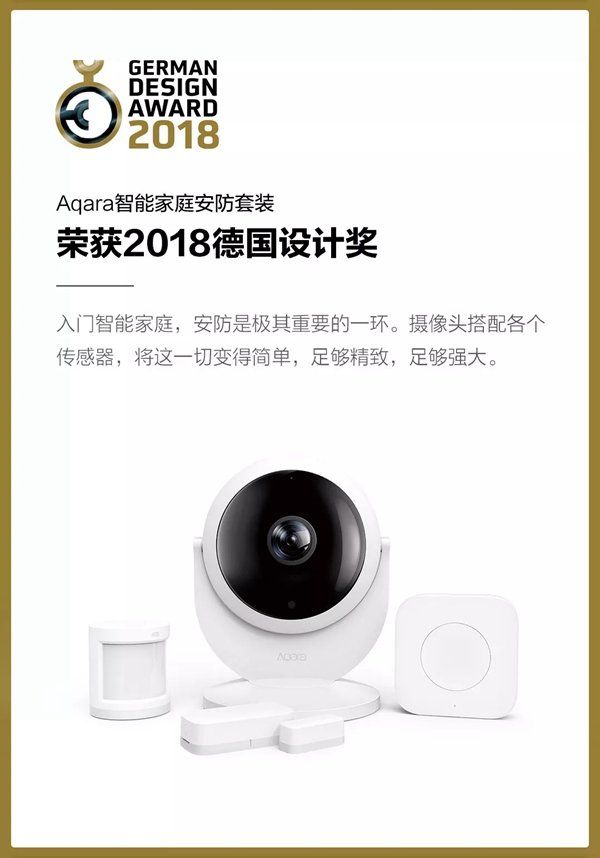 GERMAN
DESIGN
AWARD
2018
Aqara智能家庭安防套装
荣获2018德国设计奖
入门智能家庭，安防是极其重要的一环。摄像头搭配各个
传感器，将这一切变得简单，足够精致，足够强大。
Aqara